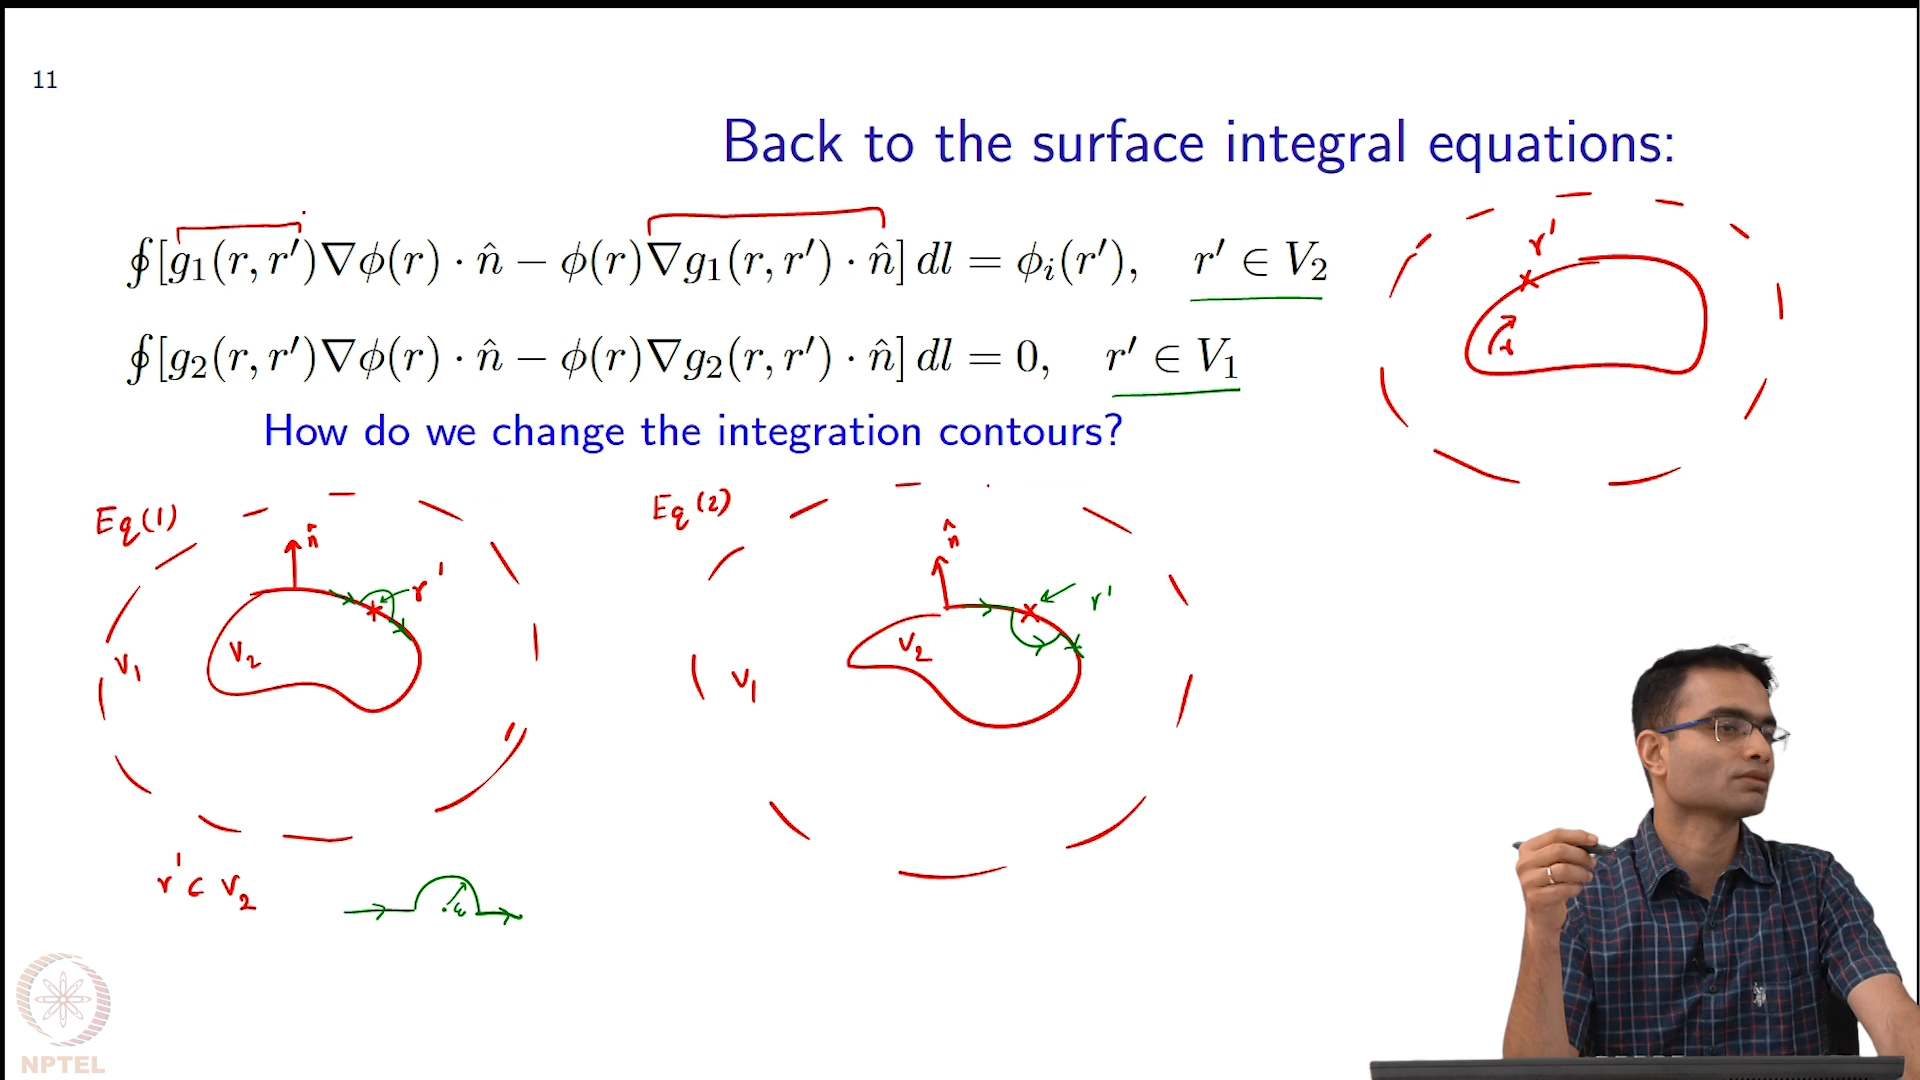 11
Back to the surface integral equations:
∮[g₁(r, r′)∇ϕ(r) · n̂ − ϕ(r)∇g₁(r, r′) · n̂] dl = ϕᵢ(r′), r′ ∈ V₂
∮[g₂(r, r′)∇ϕ(r) · n̂ − ϕ(r)∇g₂(r, r′) · n̂] dl = 0, r′ ∈ V₁
How do we change the integration contours?
r'
r
Eq(1)
n̂
r'
V₂
V₁
r' ⊂ V₂
ε
Eq(2)
n̂
r'
V₂
V₁
NPTEL